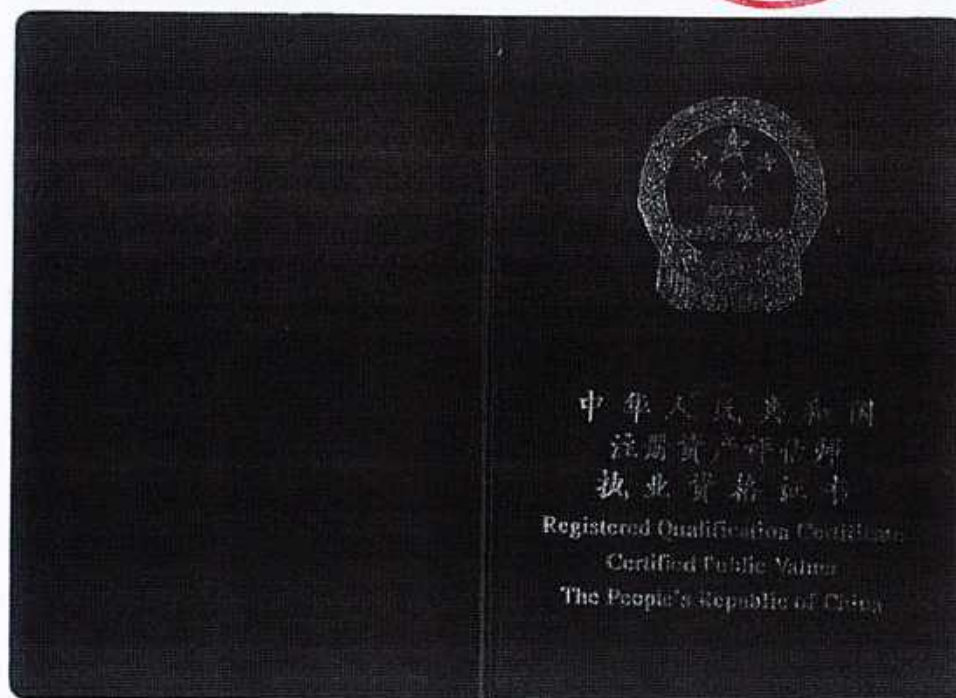 中华人民共和国
注册资产评估师
执业资格证书
Registered Qualification Certificate
Certified Public Valuer
The People's Republic of China